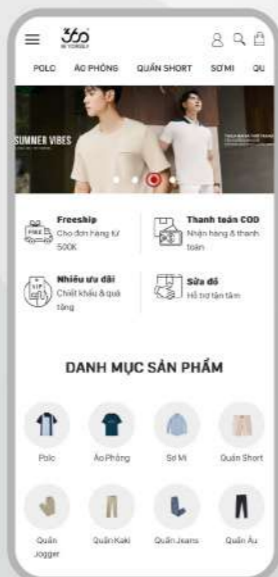 360
BE YOURSELF
POLO ÁO PHÔNG QUẦN SHORT SƠ MI QU
SUMMER VIBES
Freeship
Cho đơn hàng từ
500K
FREE
Thanh toán COD
Nhận hàng & thanh
toán
Nhiều ưu đãi
Chiết khấu & quà
tặng
VIP
Sửa đồ
Hỗ trợ tận tâm
DANH MỤC SẢN PHẨM
Polo Áo Phông Sơ Mi Quần Short
Quần Quần Kaki Quần Jeans Quần Âu
Jogger